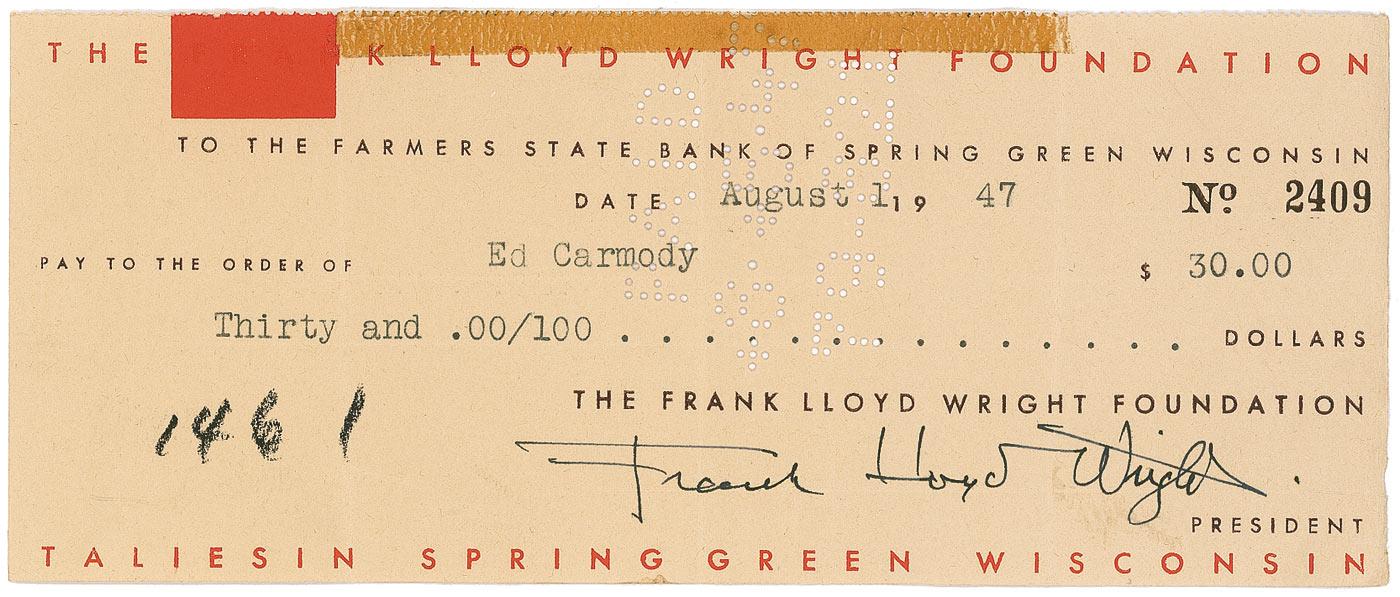 THE FRANK LLOYD WRIGHT FOUNDATION
TO THE FARMERS STATE BANK OF SPRING GREEN WISCONSIN
DATE August 1, 19 47 Nº 2409
PAY TO THE ORDER OF Ed Carmody $ 30.00
Thirty and .00/100 . . . . . . . . . . . . . . DOLLARS
1461
THE FRANK LLOYD WRIGHT FOUNDATION
Frank Lloyd Wright
PRESIDENT
TALIESIN SPRING GREEN WISCONSIN